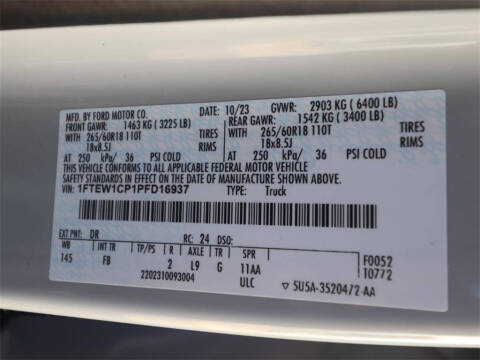 MFD. BY FORD MOTOR CO.
DATE: 10/23 GVWR: 2903 KG ( 6400 LB)
FRONT GAWR: 1463 KG ( 3225 LB) REAR GAWR: 1542 KG ( 3400 LB)
WITH 265/60R18 110T TIRES WITH 265/60R18 110T TIRES
18x8.5J RIMS 18x8.5J RIMS
AT 250 kPa/ 36 PSI COLD AT 250 kPa/ 36 PSI COLD
THIS VEHICLE CONFORMS TO ALL APPLICABLE FEDERAL MOTOR VEHICLE
SAFETY STANDARDS IN EFFECT ON THE DATE OF MANUFACTURE SHOWN ABOVE.
VIN: 1FTEW1CP1PFD16937 TYPE: Truck
EXT PNT: DR RC: 24 DSO: F0052
WB INT TR TP/PS R AXLE TR SPR T0772
145 FB 2 L9 G 11AA
2202310093004 ULC ▽ 5U5A-3520472-AA